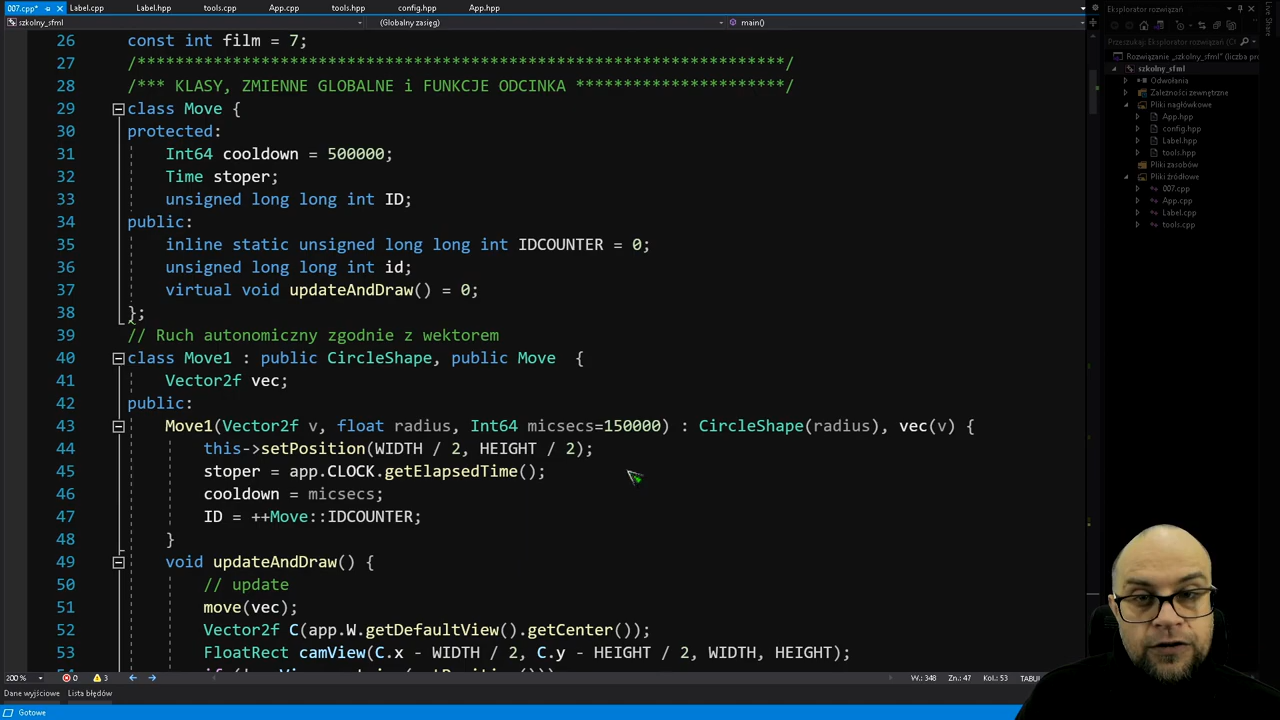 007.cpp* Label.cpp Label.hpp tools.cpp App.cpp tools.hpp config.hpp App.hpp
szkolny_sfml (Globalny zasięg) main()
26 const int film = 7;
27 /********************************************************************/
28 /*** KLASY, ZMIENNE GLOBALNE i FUNKCJE ODCINKA **********************/
29 class Move {
30 protected:
31 Int64 cooldown = 500000;
32 Time stoper;
33 unsigned long long int ID;
34 public:
35 inline static unsigned long long int IDCOUNTER = 0;
36 unsigned long long int id;
37 virtual void updateAndDraw() = 0;
38 };
39 // Ruch autonomiczny zgodnie z wektorem
40 class Move1 : public CircleShape, public Move {
41 Vector2f vec;
42 public:
43 Move1(Vector2f v, float radius, Int64 micsecs=150000) : CircleShape(radius), vec(v) {
44 this->setPosition(WIDTH / 2, HEIGHT / 2);
45 stoper = app.CLOCK.getElapsedTime();
46 cooldown = micsecs;
47 ID = ++Move::IDCOUNTER;
48 }
49 void updateAndDraw() {
50 // update
51 move(vec);
52 Vector2f C(app.W.getDefaultView().getCenter());
53 FloatRect camView(C.x - WIDTH / 2, C.y - HEIGHT / 2, WIDTH, HEIGHT);
200 % 0 3 W.: 348 Zn.: 47 Kol.: 53
Dane wyjściowe Lista błędów
Gotowe
Eksplorator rozwiązań
Przeszukaj: Eksplorator rozwiązań
Rozwiązanie „szkolny_sfml" (liczba
szkolny_sfml
Odwołania
Zależności zewnętrzne
Pliki nagłówkowe
App.hpp
config.hpp
Label.hpp
tools.hpp
Pliki zasobów
Pliki źródłowe
007.cpp
App.cpp
Label.cpp
tools.cpp
Live Share